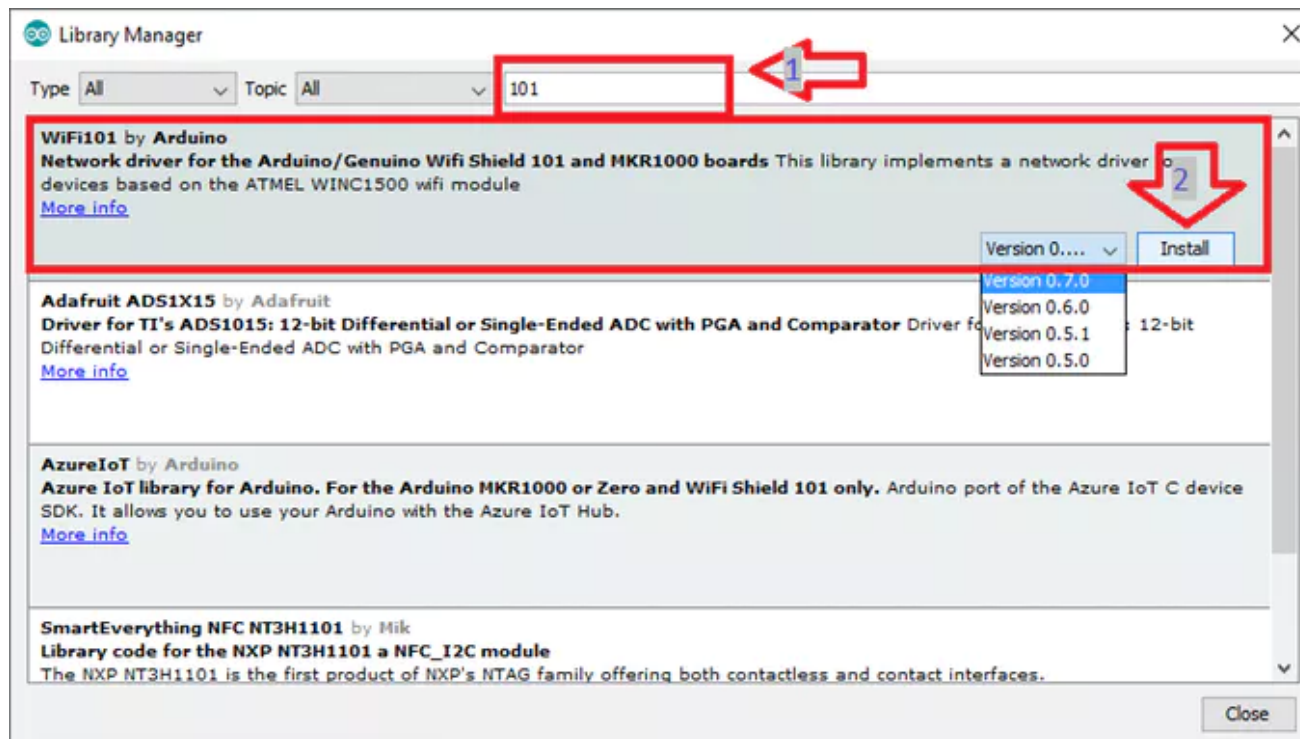 Library Manager
Type All Topic All 101
1
WiFi101 by Arduino
Network driver for the Arduino/Genuino Wifi Shield 101 and MKR1000 boards This library implements a network driver
devices based on the ATMEL WINC1500 wifi module
More info
2
Version 0.... Install
Version 0.7.0
Version 0.6.0
Version 0.5.1
Version 0.5.0
Adafruit ADS1X15 by Adafruit
Driver for TI's ADS1015: 12-bit Differential or Single-Ended ADC with PGA and Comparator Driver : 12-bit
Differential or Single-Ended ADC with PGA and Comparator
More info
AzureIoT by Arduino
Azure IoT library for Arduino. For the Arduino MKR1000 or Zero and WiFi Shield 101 only. Arduino port of the Azure IoT C device
SDK. It allows you to use your Arduino with the Azure IoT Hub.
More info
SmartEverything NFC NT3H1101 by Mik
Library code for the NXP NT3H1101 a NFC_I2C module
The NXP NT3H1101 is the first product of NXP's NTAG family offering both contactless and contact interfaces.
Close